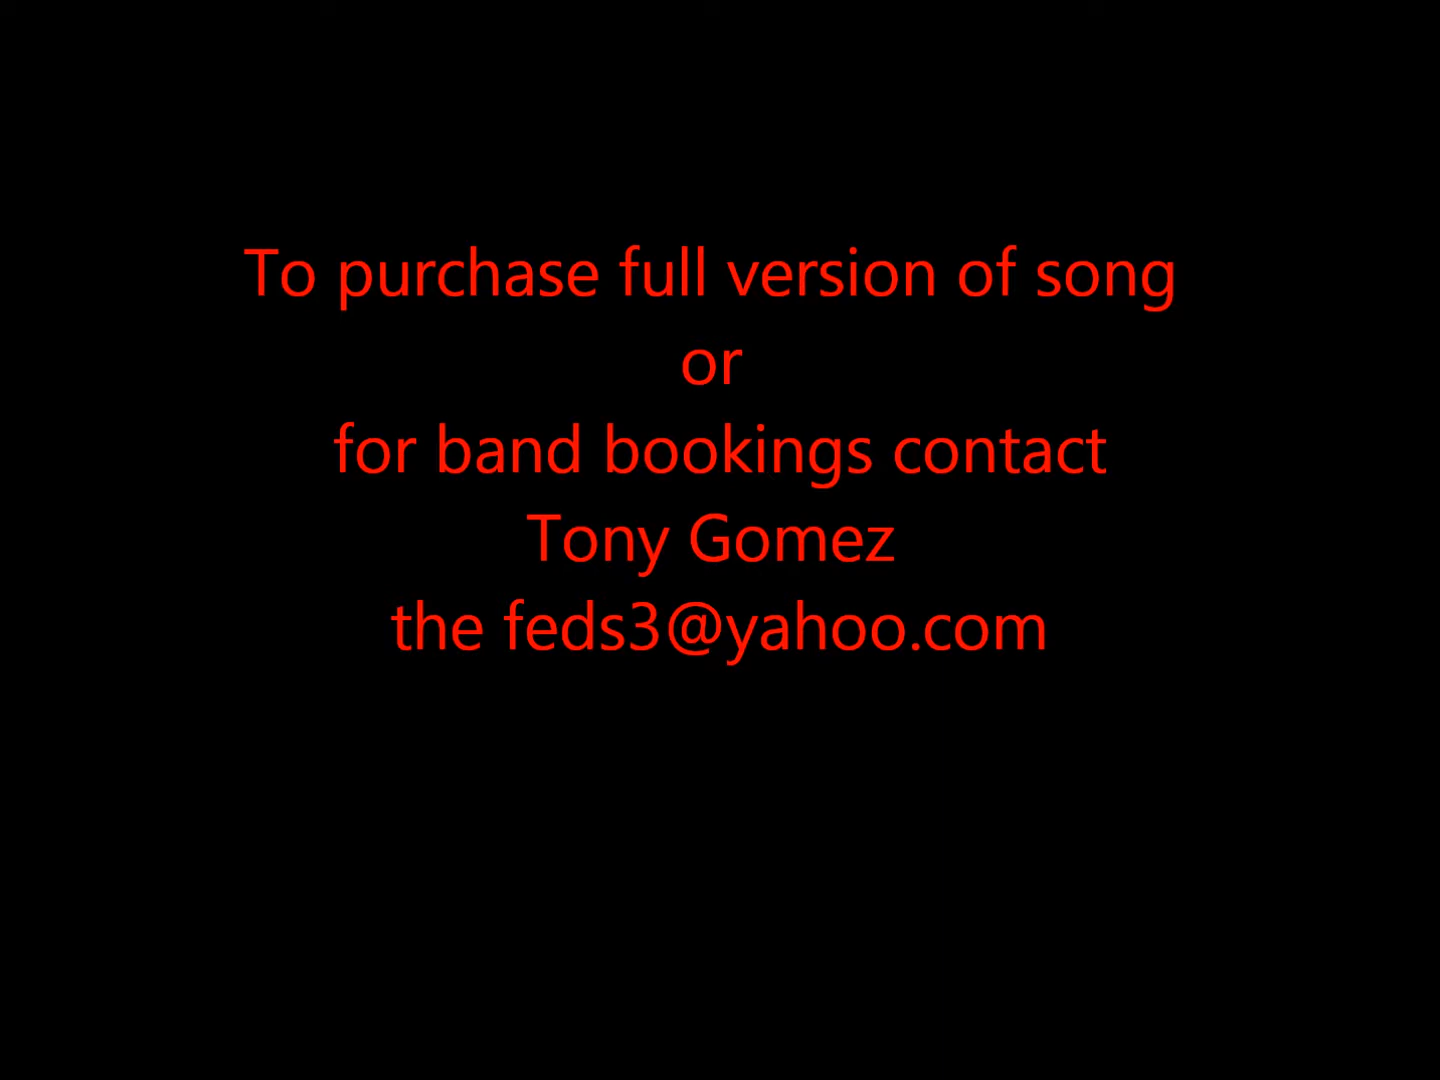 To purchase full version of song
or
for band bookings contact
Tony Gomez
the feds3@yahoo.com